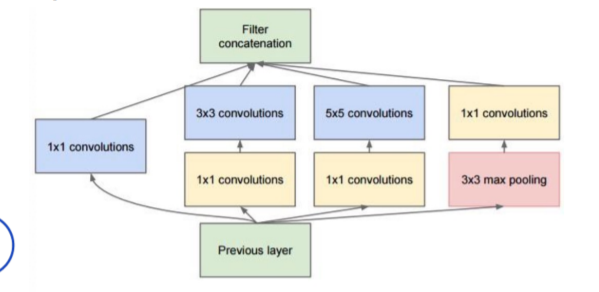 Filter
concatenation
3x3 convolutions
5x5 convolutions
1x1 convolutions
1x1 convolutions
1x1 convolutions
1x1 convolutions
3x3 max pooling
Previous layer